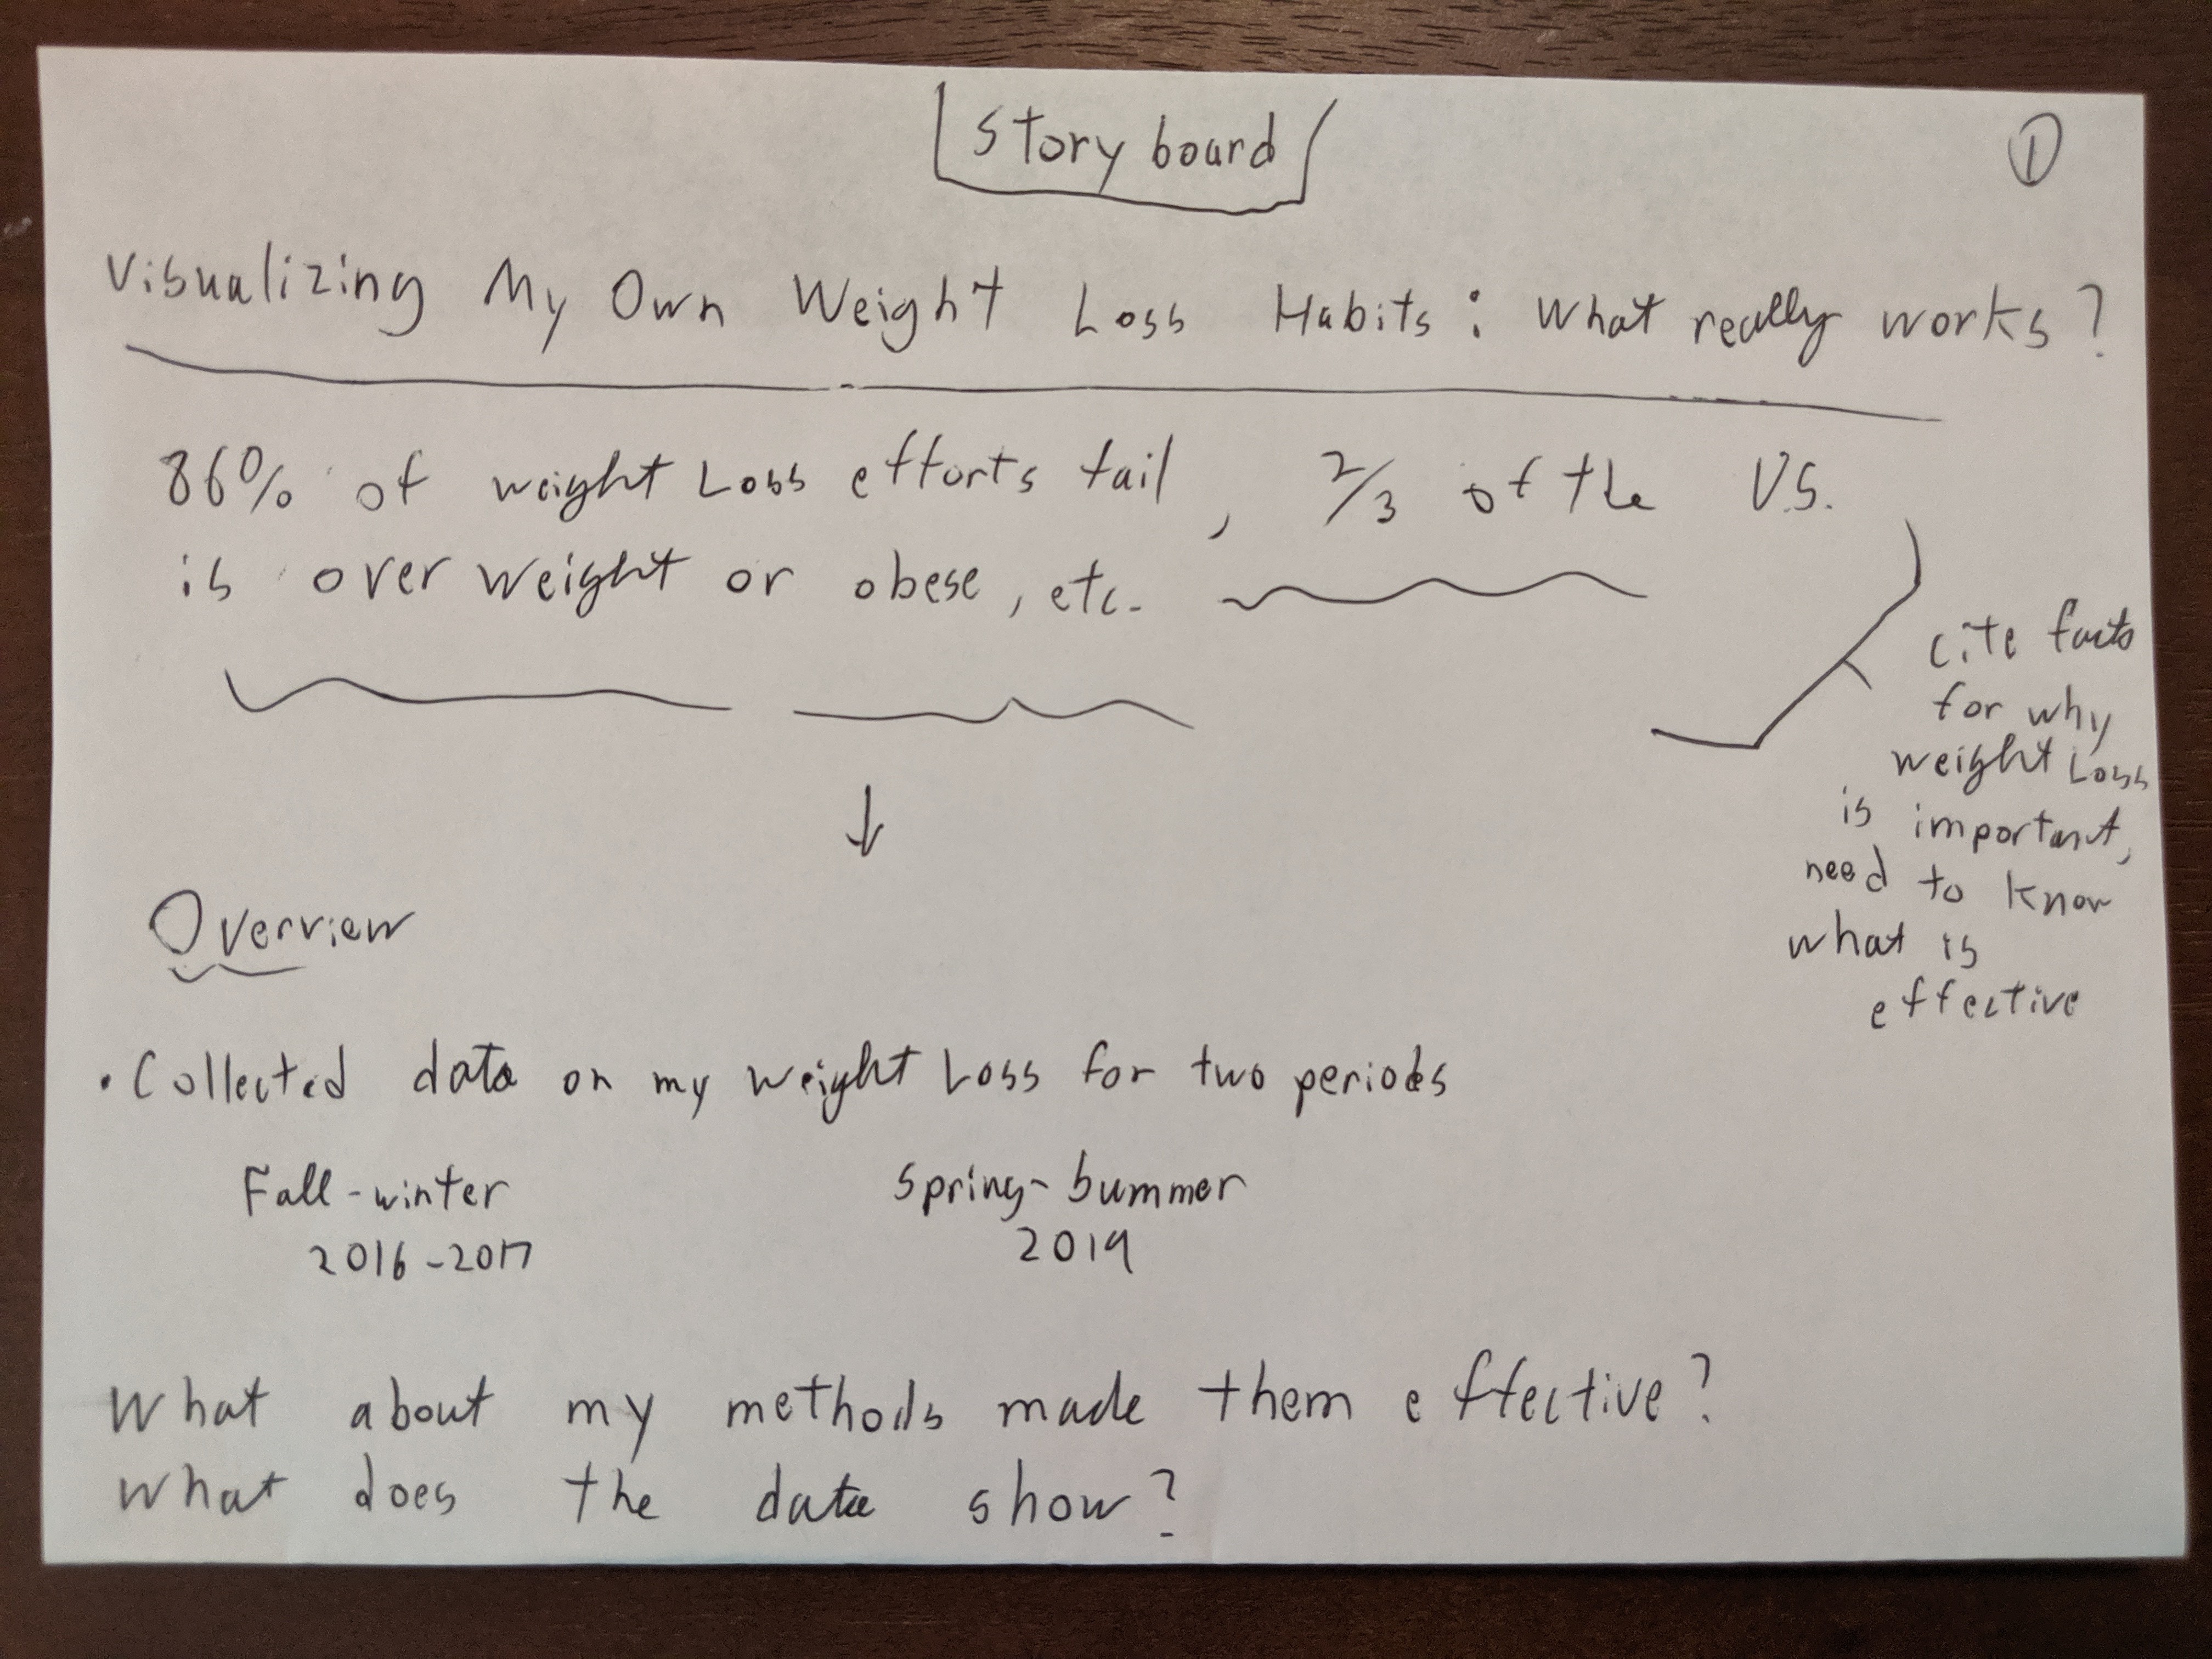 Story board
1
Visualizing My Own Weight Loss Habits: What really works?
86% of weight Loss efforts fail, 2/3 of the U.S.
is over weight or obese, etc.
cite facts
for why
weight Loss
is important,
need to know
what is
effective
Overview
• Collected data on my weight Loss for two periods
Fall-winter
2016-2017
Spring-Summer
2019
What about my methods made them effective?
What does the data show?